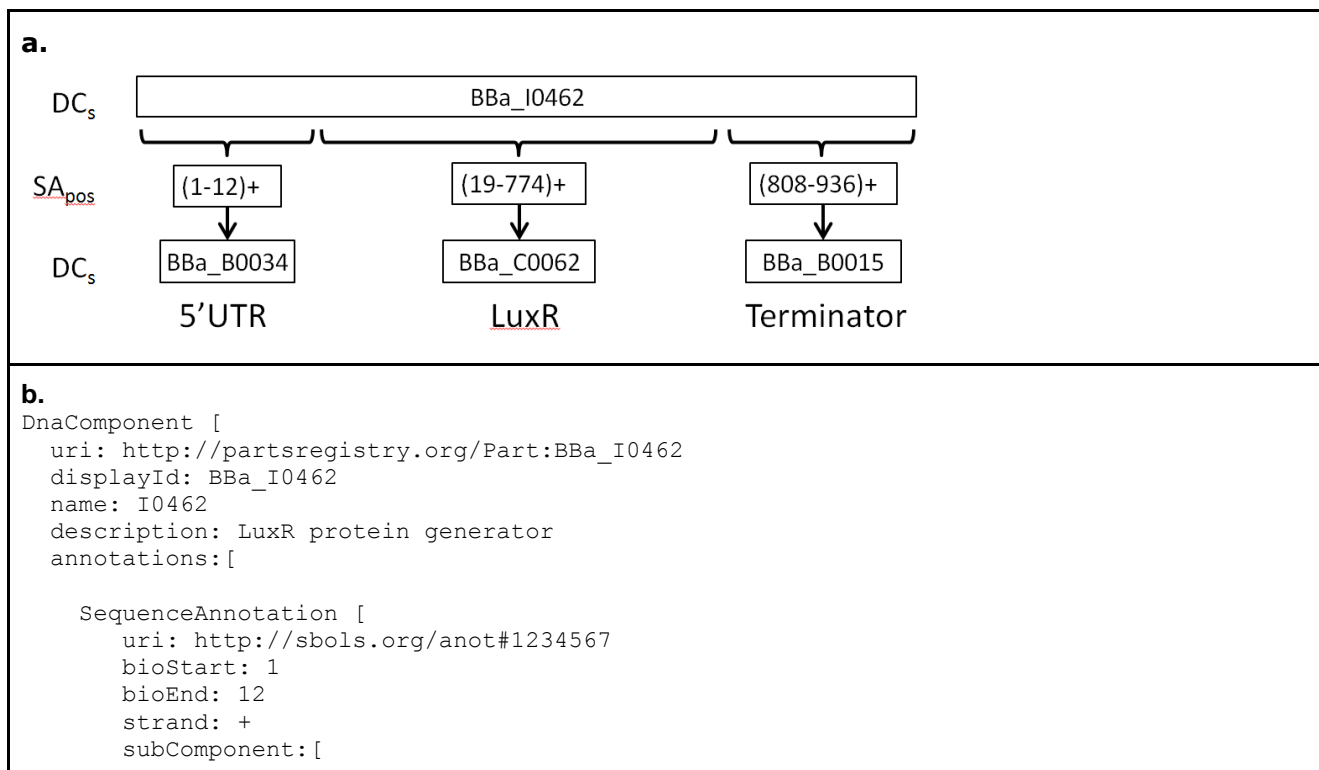 a.
DCs
BBa_I0462
SApos
(1-12)+
(19-774)+
(808-936)+
DCs
BBa_B0034
BBa_C0062
BBa_B0015
5’UTR
LuxR
Terminator
b.
DnaComponent [
uri: http://partsregistry.org/Part:BBa_I0462
displayId: BBa_I0462
name: I0462
description: LuxR protein generator
annotations:[
SequenceAnnotation [
uri: http://sbols.org/anot#1234567
bioStart: 1
bioEnd: 12
strand: +
subComponent:[